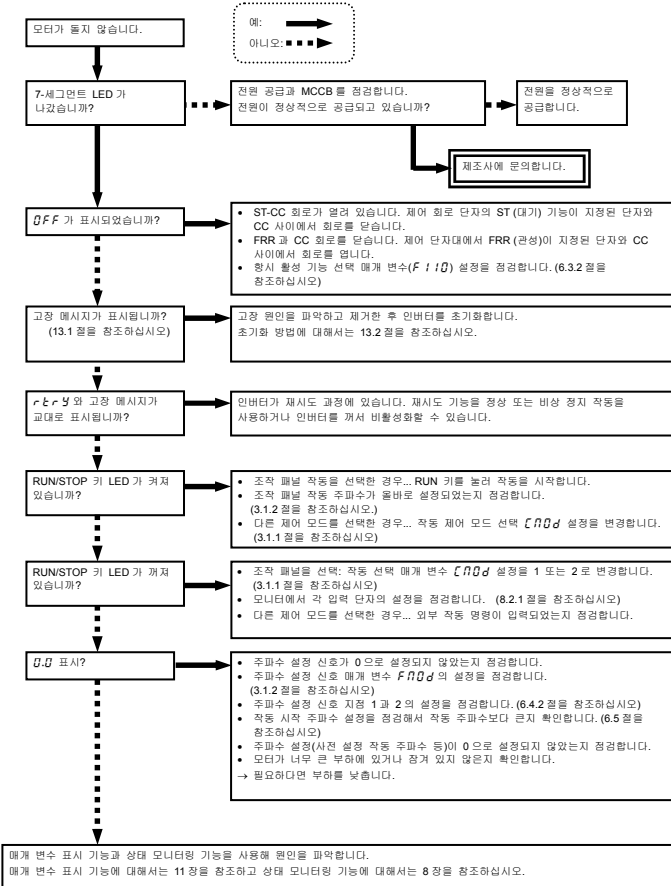 모터가 돌지 않습니다.
예:
아니오:
7-세그먼트 LED 가
나갔습니까?
전원 공급과 MCCB 를 점검합니다.
전원이 정상적으로 공급되고 있습니까?
전원을 정상적으로
공급합니다.
제조사에 문의합니다.
OFF 가 표시되었습니까?
• ST-CC 회로가 열려 있습니다. 제어 회로 단자의 ST (대기) 기능이 지정된 단자와
CC 사이에서 회로를 닫습니다.
• FRR 과 CC 회로를 닫습니다. 제어 단자대에서 FRR (관성)이 지정된 단자와 CC
사이에서 회로를 엽니다.
• 항시 활성 기능 선택 매개 변수(F110) 설정을 점검합니다. (6.3.2 절을
참조하십시오)
고장 메시지가 표시됩니까?
(13.1 절을 참조하십시오)
고장 원인을 파악하고 제거한 후 인버터를 초기화합니다.
초기화 방법에 대해서는 13.2 절을 참조하십시오.
rtry 와 고장 메시지가
교대로 표시됩니까?
인버터가 재시도 과정에 있습니다. 재시도 기능을 정상 또는 비상 정지 작동을
사용하거나 인버터를 꺼서 비활성화할 수 있습니다.
RUN/STOP 키 LED 가 켜져
있습니까?
• 조작 패널 작동을 선택한 경우... RUN 키를 눌러 작동을 시작합니다.
• 조작 패널 작동 주파수가 올바로 설정되었는지 점검합니다.
(3.1.2 절을 참조하십시오.)
• 다른 제어 모드를 선택한 경우... 작동 제어 모드 선택 CMOd 설정을 변경합니다.
(3.1.1 절을 참조하십시오)
RUN/STOP 키 LED 가 꺼져
있습니까?
• 조작 패널을 선택: 작동 선택 매개 변수 CMOd 설정을 1 또는 2 로 변경합니다.
(3.1.1 절을 참조하십시오)
• 모니터에서 각 입력 단자의 설정을 점검합니다. (8.2.1 절을 참조하십시오)
• 다른 제어 모드를 선택한 경우... 외부 작동 명령이 입력되었는지 점검합니다.
0.0 표시?
• 주파수 설정 신호가 0 으로 설정되지 않았는지 점검합니다.
• 주파수 설정 신호 매개 변수 FMOd 의 설정을 점검합니다.
(3.1.2 절을 참조하십시오)
• 주파수 설정 신호 지점 1 과 2 의 설정을 점검합니다. (6.4.2 절을 참조하십시오)
• 작동 시작 주파수 설정을 점검해서 작동 주파수보다 큰지 확인합니다. (6.5 절을
참조하십시오)
• 주파수 설정(사전 설정 작동 주파수 등)이 0 으로 설정되지 않았는지 점검합니다.
• 모터가 너무 큰 부하에 있거나 잠겨 있지 않은지 확인합니다.
→ 필요하다면 부하를 낮춥니다.
매개 변수 표시 기능과 상태 모니터링 기능을 사용해 원인을 파악합니다.
매개 변수 표시 기능에 대해서는 11 장을 참조하고 상태 모니터링 기능에 대해서는 8 장을 참조하십시오.